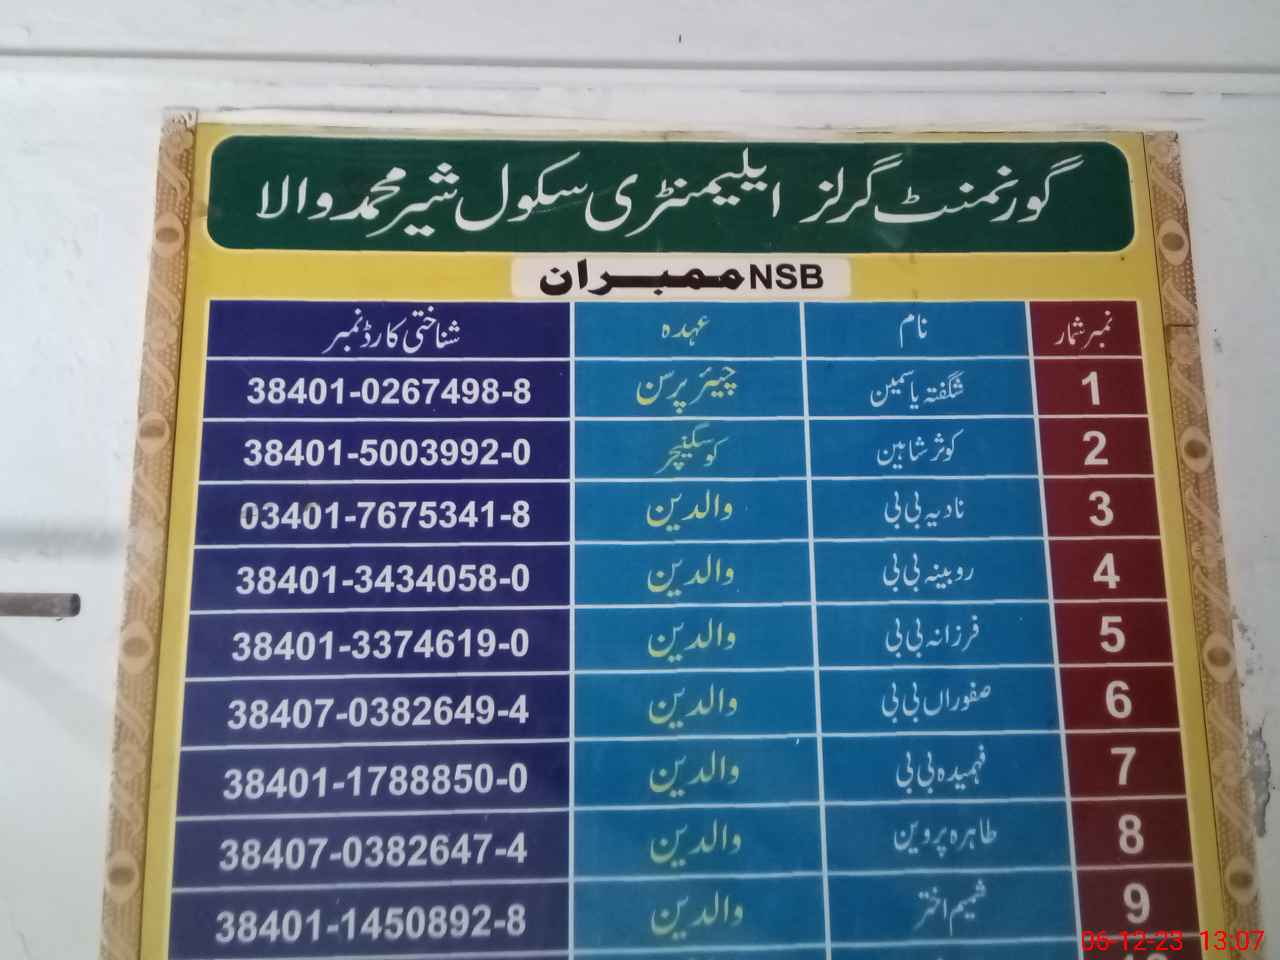 گورنمنٹ گرلز ایلیمنٹری سکول شیر محمد والا
NSB ممبران
نمبر شمار نام عہدہ شناختی کارڈ نمبر
1 شگفتہ یاسمین چیئر پرسن 38401-0267498-8
2 کوثر شاہین کوسگنیچر 38401-5003992-0
3 نادیہ بی بی والدین 03401-7675341-8
4 روبینہ بی بی والدین 38401-3434058-0
5 فرزانہ بی بی والدین 38401-3374619-0
6 صفوراں بی بی والدین 38407-0382649-4
7 فہمیدہ بی بی والدین 38401-1788850-0
8 طاہرہ پروین والدین 38407-0382647-4
9 شمیم اختر والدین 38401-1450892-8
06-12-23 13:07